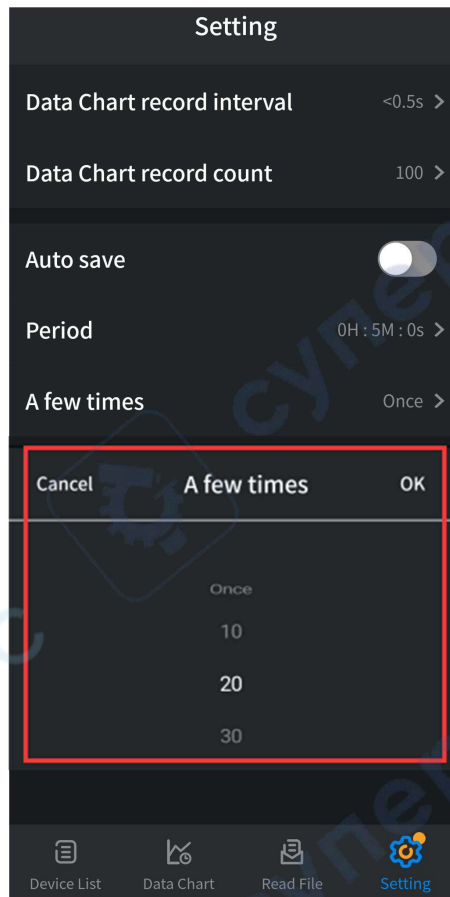 Setting
Data Chart record interval <0.5s >
Data Chart record count 100 >
Auto save
Period 0H : 5M : 0s >
A few times Once >
Cancel A few times OK
Once
10
20
30
Device List Data Chart Read File Setting